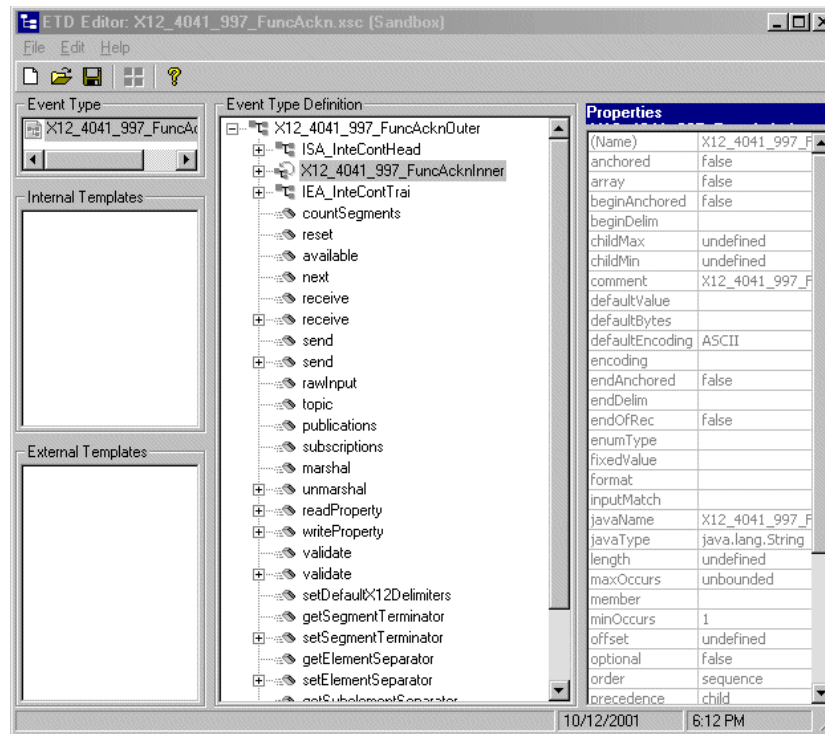 ETD Editor: X12_4041_997_FuncAckn.xsc (Sandbox)
File Edit Help
Event Type
X12_4041_997_FuncAc
Internal Templates
External Templates
Event Type Definition
X12_4041_997_FuncAcknOuter
ISA_InteContHead
X12_4041_997_FuncAcknInner
IEA_InteContTrai
countSegments
reset
available
next
receive
receive
send
send
rawInput
topic
publications
subscriptions
marshal
unmarshal
readProperty
writeProperty
validate
validate
setDefaultX12Delimiters
getSegmentTerminator
setSegmentTerminator
getElementSeparator
setElementSeparator
getSubelementSeparator
Properties
(Name) X12_4041_997_F
anchored false
array false
beginAnchored false
beginDelim
childMax undefined
childMin undefined
comment X12_4041_997_F
defaultValue
defaultBytes
defaultEncoding ASCII
encoding
endAnchored false
endDelim
endOfRec false
enumType
fixedValue
format
inputMatch
javaName X12_4041_997_F
javaType java.lang.String
length undefined
maxOccurs unbounded
member
minOccurs 1
offset undefined
optional false
order sequence
precedence child
10/12/2001 6:12 PM